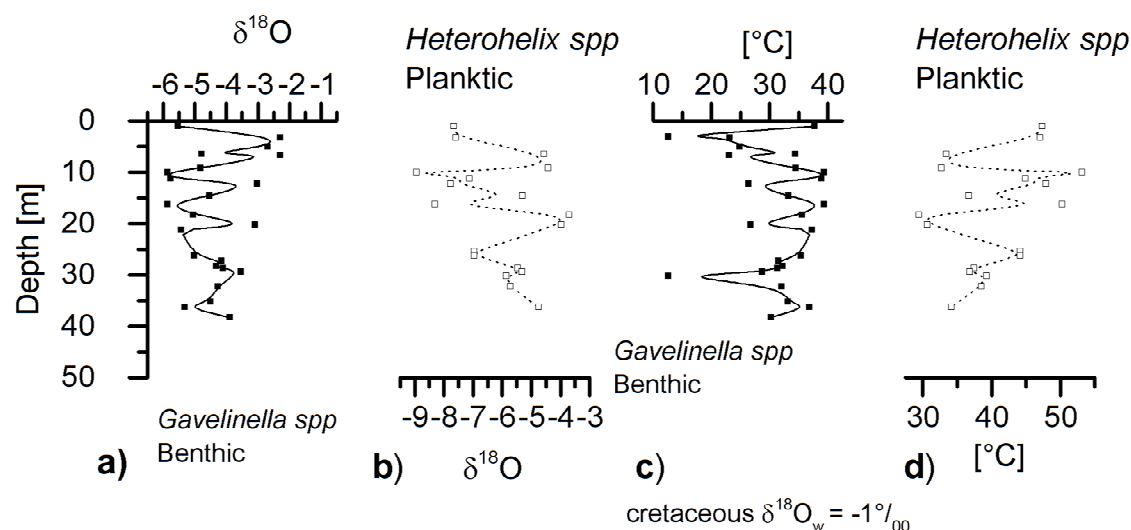 δ¹⁸O
-6 -5 -4 -3 -2 -1
Heterohelix spp
Planktic
-9 -8 -7 -6 -5 -4 -3
δ¹⁸O
[°C]
10 20 30 40
Heterohelix spp
Planktic
0
10
20
30
40
50
Depth [m]
Gavelinella spp
Benthic
a)
b)
Gavelinella spp
Benthic
c)
30 40 50
[°C]
d)
cretaceous δ¹⁸O_w = -1°/₀₀